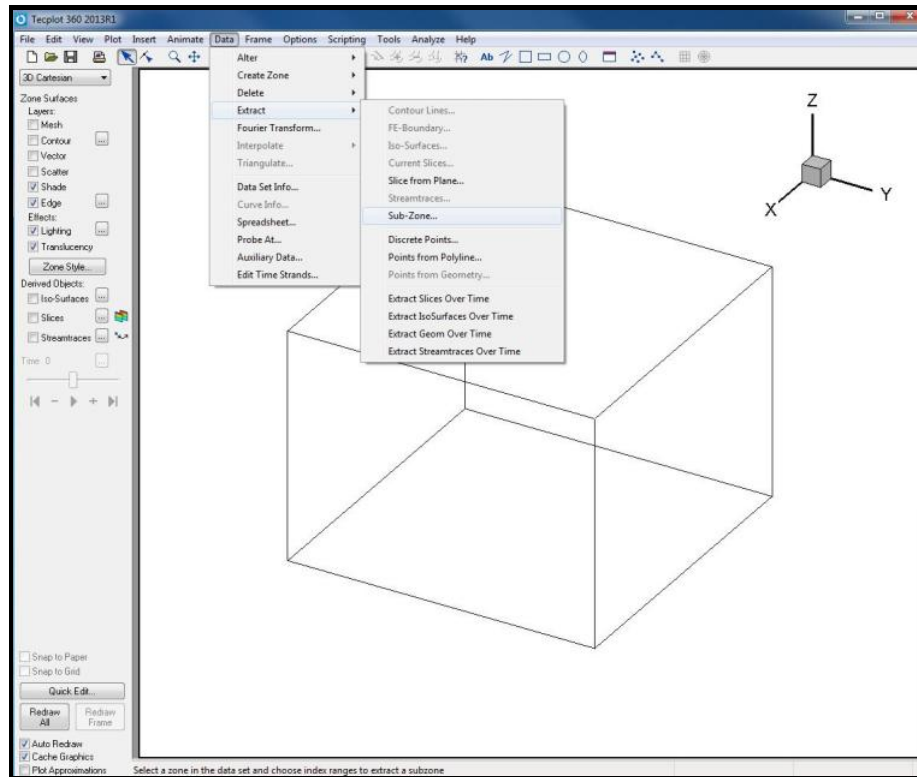 Tecplot 360 2013R1
File Edit View Plot Insert Animate Data Frame Options Scripting Tools Analyze Help
Ab
3D Cartesian
Zone Surfaces
Layers:
Mesh
Contour
Vector
Scatter
Shade
Edge
Effects:
Lighting
Translucency
Zone Style...
Derived Objects:
Iso-Surfaces
Slices
Streamtraces
Time: 0
Snap to Paper
Snap to Grid
Quick Edit...
Redraw All
Redraw Frame
Auto Redraw
Cache Graphics
Plot Approximations
Alter
Create Zone
Delete
Extract
Fourier Transform...
Interpolate
Triangulate...
Data Set Info...
Curve Info...
Spreadsheet...
Probe At...
Auxiliary Data...
Edit Time Strands...
Contour Lines...
FE-Boundary...
Iso-Surfaces...
Current Slices...
Slice from Plane...
Streamtraces...
Sub-Zone...
Discrete Points...
Points from Polyline...
Points from Geometry...
Extract Slices Over Time
Extract IsoSurfaces Over Time
Extract Geom Over Time
Extract Streamtraces Over Time
Z
X
Y
Select a zone in the data set and choose index ranges to extract a subzone